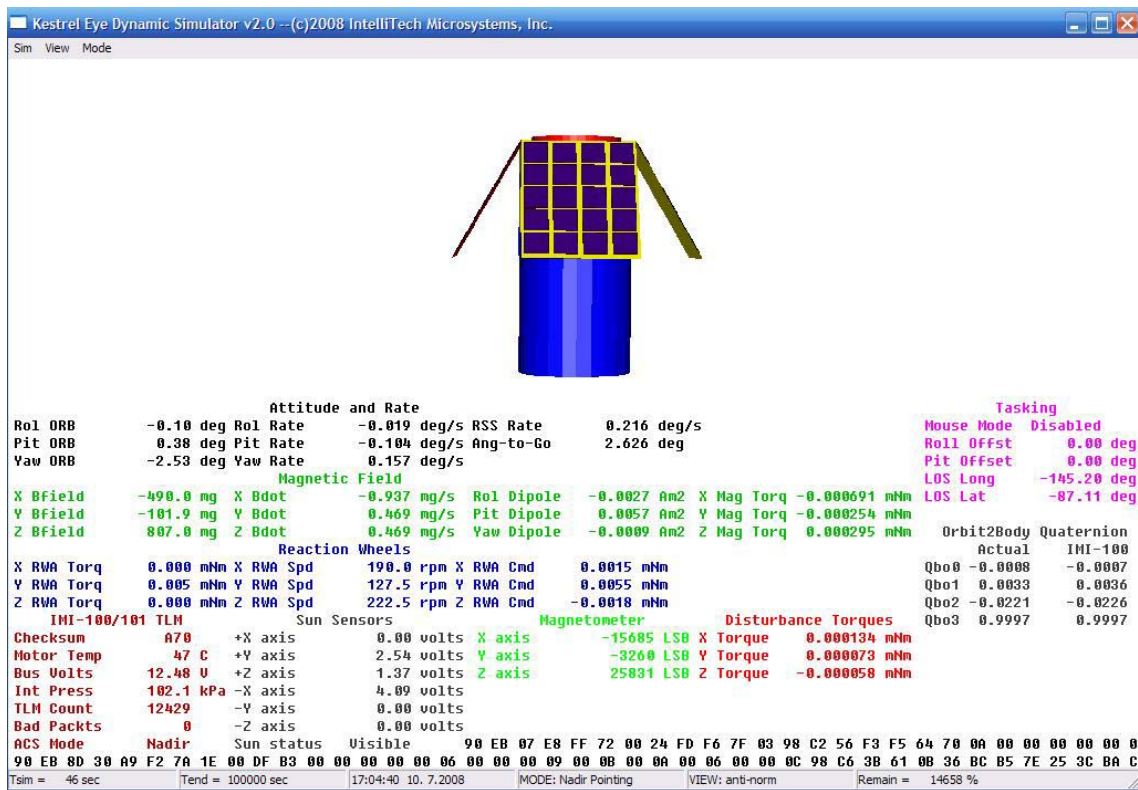 Kestrel Eye Dynamic Simulator v2.0 --(c)2008 IntelliTech Microsystems, Inc.
Sim View Mode
Attitude and Rate Tasking
Rol ORB -0.10 deg Rol Rate -0.019 deg/s RSS Rate 0.216 deg/s Mouse Mode Disabled
Pit ORB 0.38 deg Pit Rate -0.104 deg/s Ang-to-Go 2.626 deg Roll Offst 0.00 deg
Yaw ORB -2.53 deg Yaw Rate 0.157 deg/s Pit Offset 0.00 deg
Magnetic Field LOS Long -145.20 deg
X Bfield -490.0 mg X Bdot -0.937 mg/s Rol Dipole -0.0027 Am2 X Mag Torq -0.000691 mNm LOS Lat -87.11 deg
Y Bfield -101.9 mg Y Bdot 0.469 mg/s Pit Dipole 0.0057 Am2 Y Mag Torq -0.000254 mNm
Z Bfield 807.0 mg Z Bdot 0.469 mg/s Yaw Dipole -0.0009 Am2 Z Mag Torq 0.000295 mNm Orbit2Body Quaternion
Reaction Wheels Actual IMI-100
X RWA Torq 0.000 mNm X RWA Spd 190.0 rpm X RWA Cmd 0.0015 mNm Qbo0 -0.0008 -0.0007
Y RWA Torq 0.005 mNm Y RWA Spd 127.5 rpm Y RWA Cmd 0.0055 mNm Qbo1 0.0033 0.0036
Z RWA Torq 0.000 mNm Z RWA Spd 222.5 rpm Z RWA Cmd -0.0018 mNm Qbo2 -0.0221 -0.0226
IMI-100/101 TLM Sun Sensors Magnetometer Disturbance Torques Qbo3 0.9997 0.9997
Checksum A70 +X axis 0.00 volts X axis -15685 LSB X Torque 0.000134 mNm
Motor Temp 47 C +Y axis 2.54 volts Y axis -3260 LSB Y Torque 0.000073 mNm
Bus Volts 12.48 V +Z axis 1.37 volts Z axis 25831 LSB Z Torque -0.000058 mNm
Int Press 102.1 kPa -X axis 4.09 volts
TLM Count 12429 -Y axis 0.00 volts
Bad Packts 0 -Z axis 0.00 volts
ACS Mode Nadir Sun status Visible 90 EB 07 E8 FF 72 00 24 FD F6 7F 03 98 C2 56 F3 F5 64 70 0A 00 00 00 00 00 0
90 EB 8D 30 A9 F2 7A 1E 00 DF B3 00 00 00 00 00 06 00 00 00 09 00 0B 00 0A 00 06 00 00 0C 98 C6 3B 61 0B 36 BC B5 7E 25 3C BA C
Tsim = 46 sec Tend = 100000 sec 17:04:40 10. 7.2008 MODE: Nadir Pointing VIEW: anti-norm Remain = 14658 %